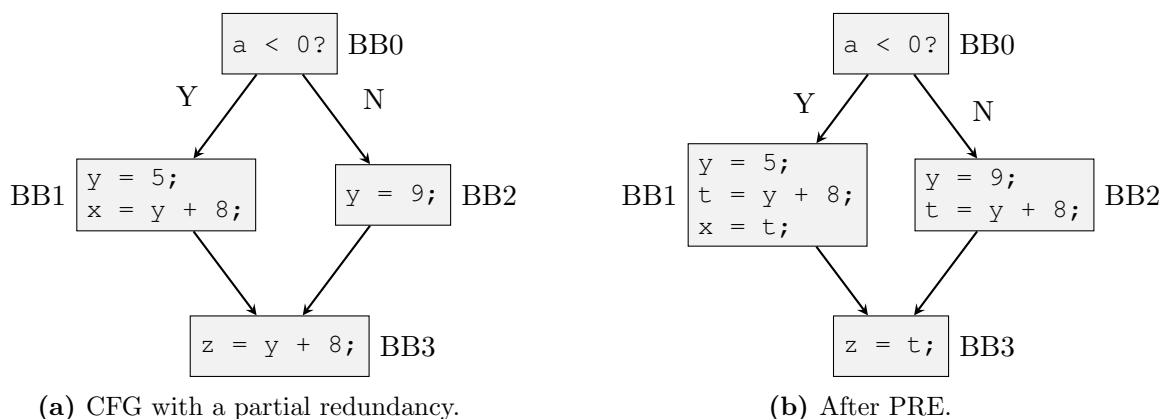 a < 0? BB0
Y N
BB1
y = 5;
x = y + 8;
y = 9; BB2
z = y + 8; BB3
(a) CFG with a partial redundancy.
a < 0? BB0
Y N
BB1
y = 5;
t = y + 8;
x = t;
y = 9;
t = y + 8;
BB2
z = t; BB3
(b) After PRE.